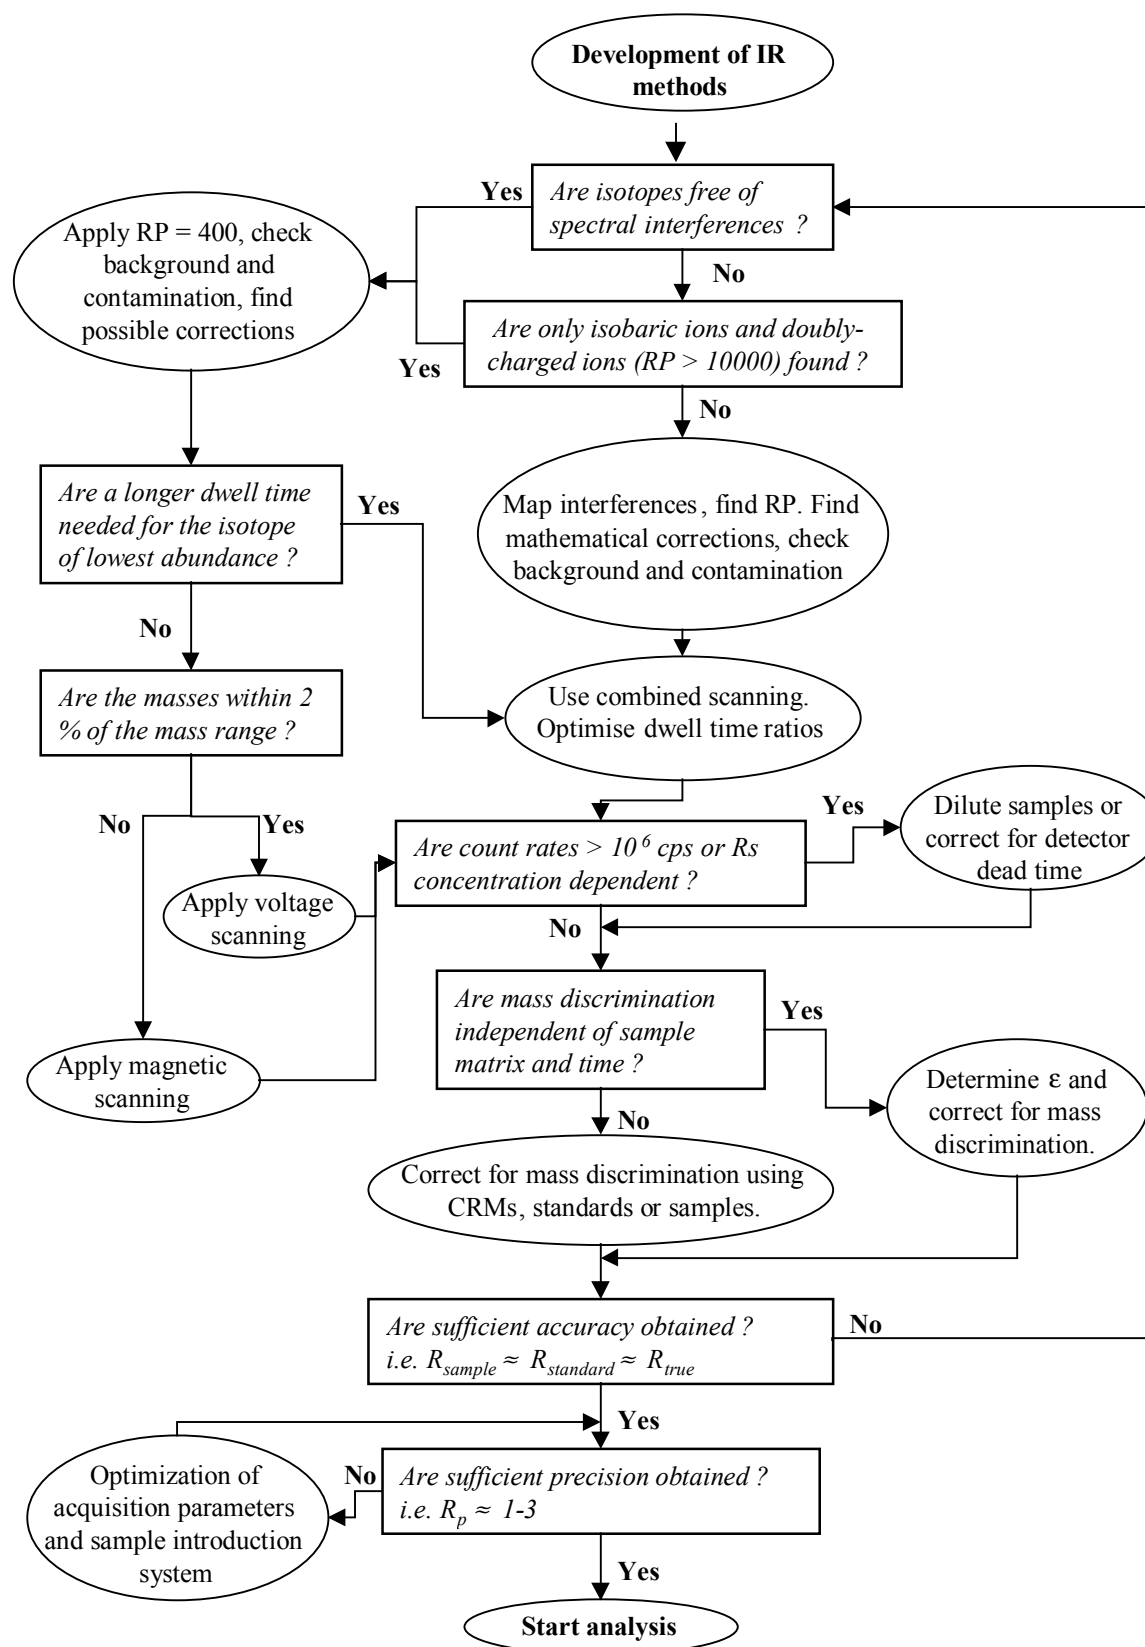 Development of IR
methods
Yes
Are isotopes free of
spectral interferences ?
Apply RP = 400, check
background and
contamination, find
possible corrections
No
Are only isobaric ions and doubly-
charged ions (RP > 10000) found ?
Yes
No
Are a longer dwell time
needed for the isotope
of lowest abundance ?
Yes
Map interferences, find RP. Find
mathematical corrections, check
background and contamination
No
Are the masses within 2
% of the mass range ?
Use combined scanning.
Optimise dwell time ratios
No
Yes
Are count rates > 10⁶ cps or Rs
concentration dependent ?
Yes
Dilute samples or
correct for detector
dead time
Apply voltage
scanning
No
Are mass discrimination
independent of sample
matrix and time ?
Yes
Apply magnetic
scanning
Determine ε and
correct for mass
discrimination.
No
Correct for mass discrimination using
CRMs, standards or samples.
Are sufficient accuracy obtained ?
i.e. R_sample ≈ R_standard ≈ R_true
No
Yes
Optimization of
acquisition parameters
and sample introduction
system
No
Are sufficient precision obtained ?
i.e. R_p ≈ 1-3
Yes
Start analysis